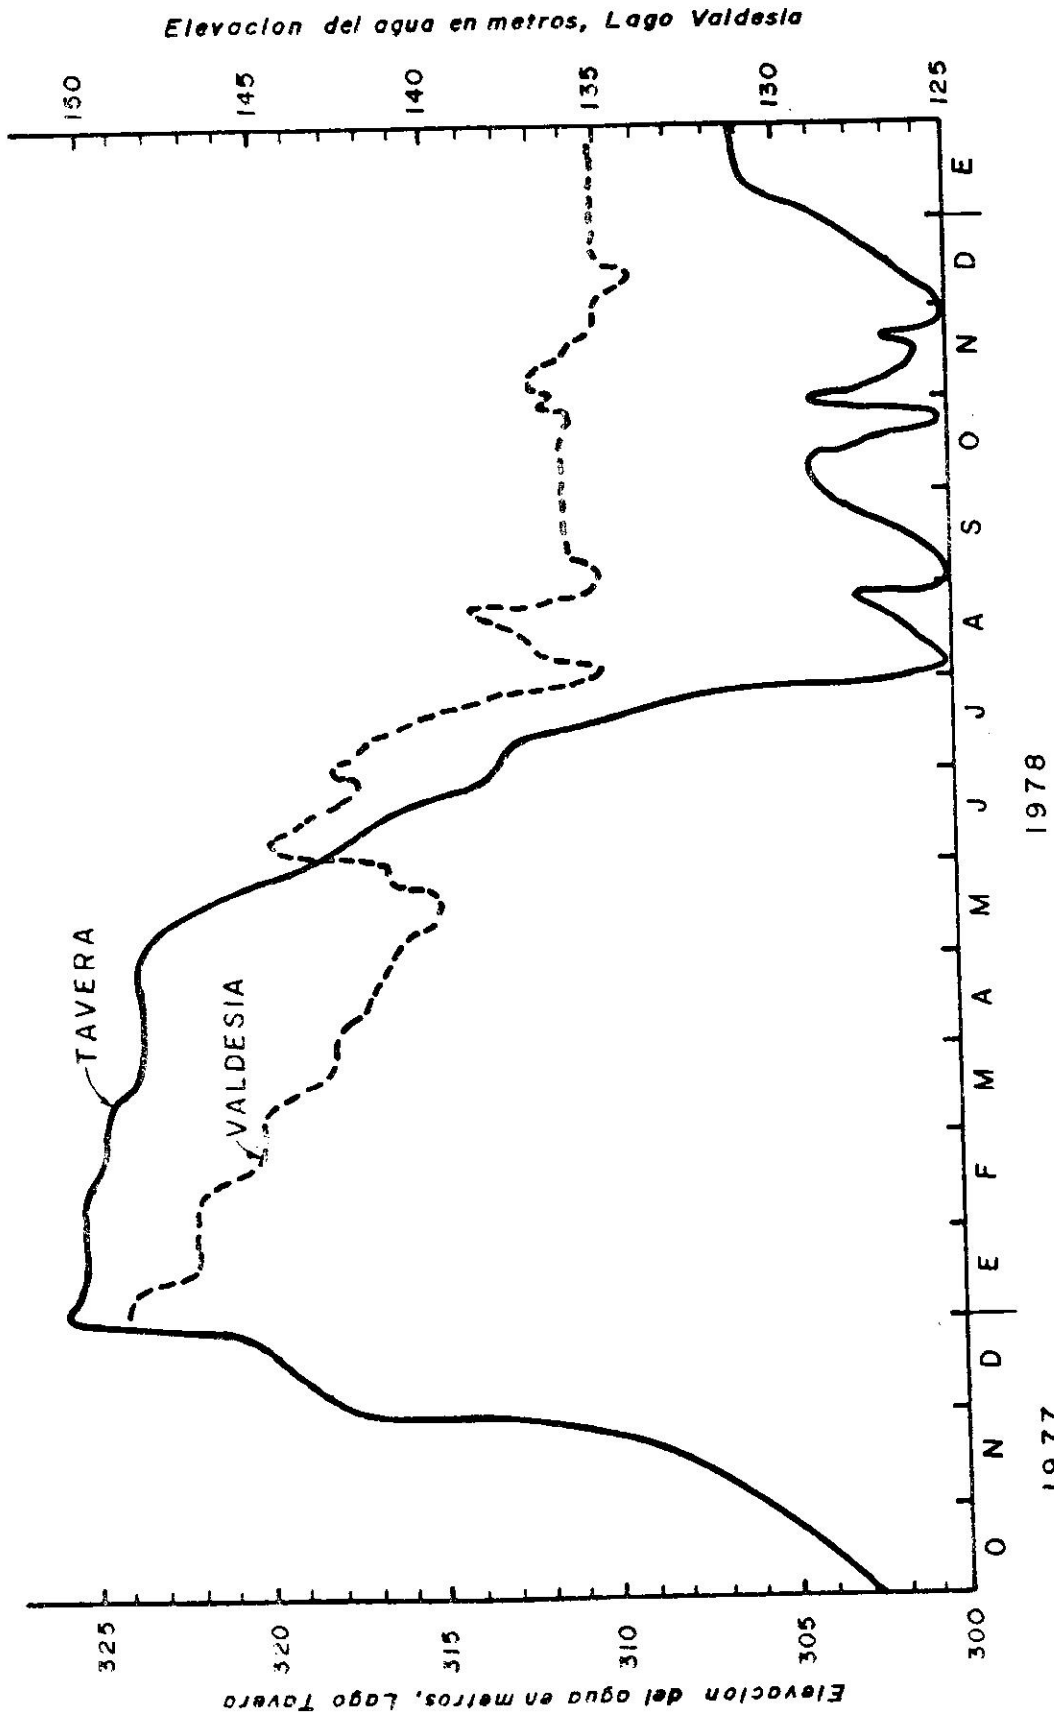 Elevacion del agua en metros, Lago Tavera
325
320
315
310
305
300
TAVERA
VALDESIA
Elevacion del agua en metros, Lago Valdesia
150
145
140
135
130
125
O N D E F M A M J J A S O N D E
1977
1978